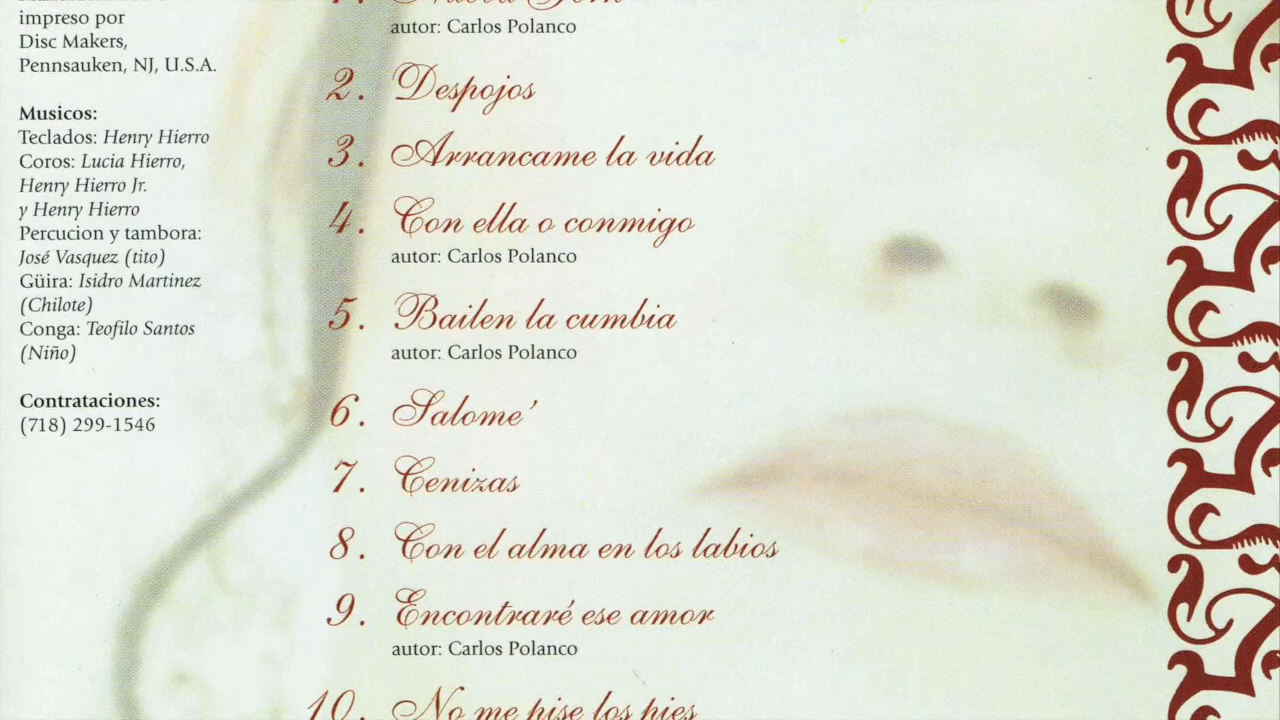 impreso por
Disc Makers,
Pennsauken, NJ, U.S.A.
Musicos:
Teclados: Henry Hierro
Coros: Lucia Hierro,
Henry Hierro Jr.
y Henry Hierro
Percucion y tambora:
José Vasquez (tito)
Güira: Isidro Martinez
(Chilote)
Conga: Teofilo Santos
(Niño)
Contrataciones:
(718) 299-1546
autor: Carlos Polanco
2. Despojos
3. Arrancame la vida
4. Con ella o conmigo
autor: Carlos Polanco
5. Bailen la cumbia
autor: Carlos Polanco
6. Salome'
7. Cenizas
8. Con el alma en los labios
9. Encontraré ese amor
autor: Carlos Polanco
10. No me pise los pies